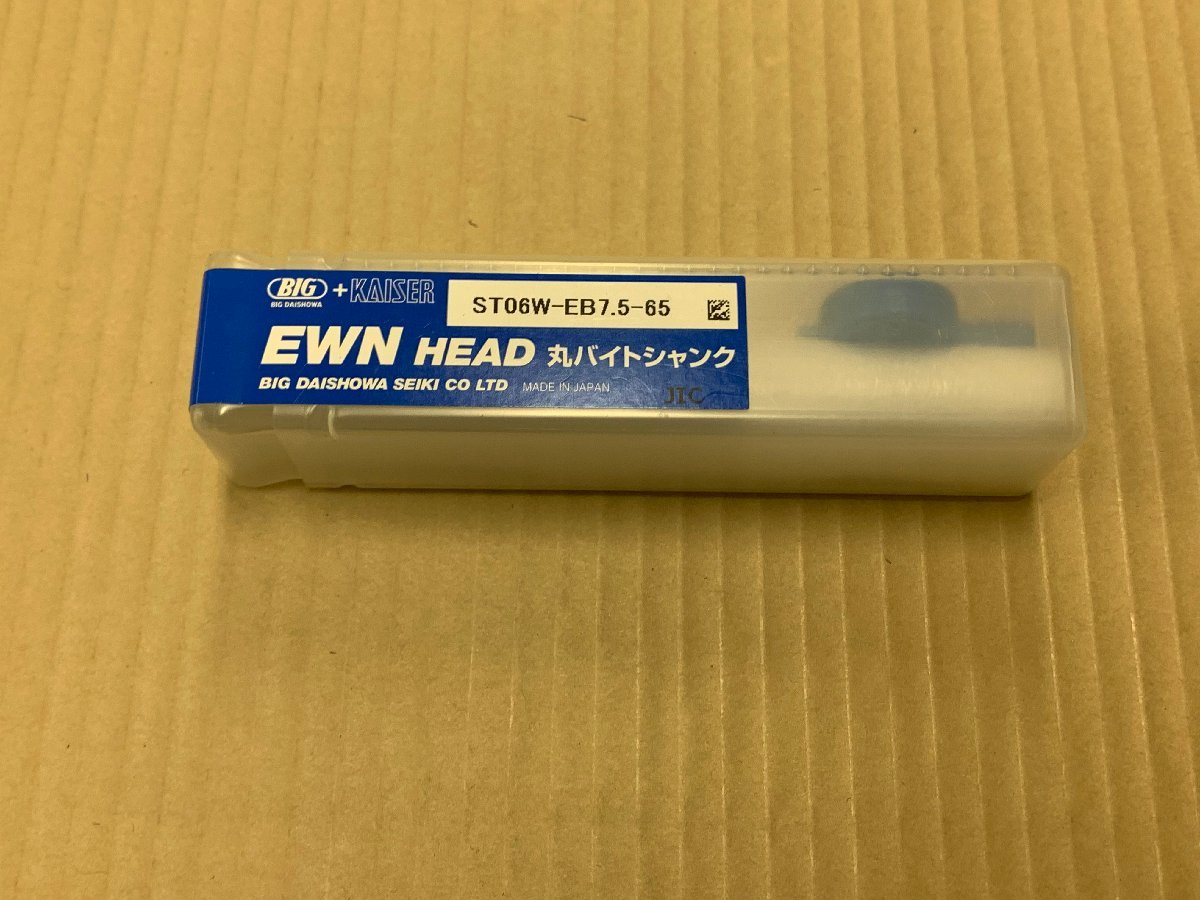 BIG +KAISER
BIG DAISHOWA
ST06W-EB7.5-65
EWN HEAD 丸バイトシャンク
BIG DAISHOWA SEIKI CO LTD MADE IN JAPAN
JIC